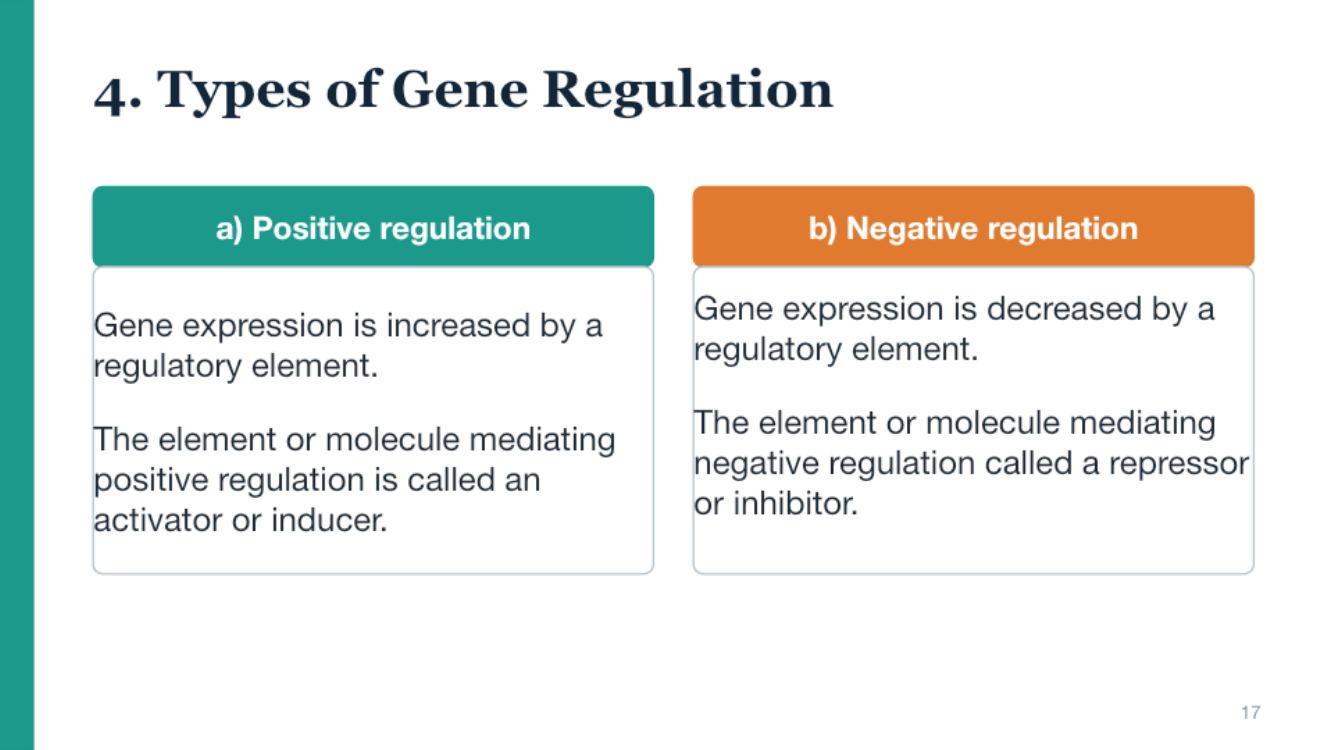 4. Types of Gene Regulation
a) Positive regulation
Gene expression is increased by a
regulatory element.
The element or molecule mediating
positive regulation is called an
activator or inducer.
b) Negative regulation
Gene expression is decreased by a
regulatory element.
The element or molecule mediating
negative regulation called a repressor
or inhibitor.
17